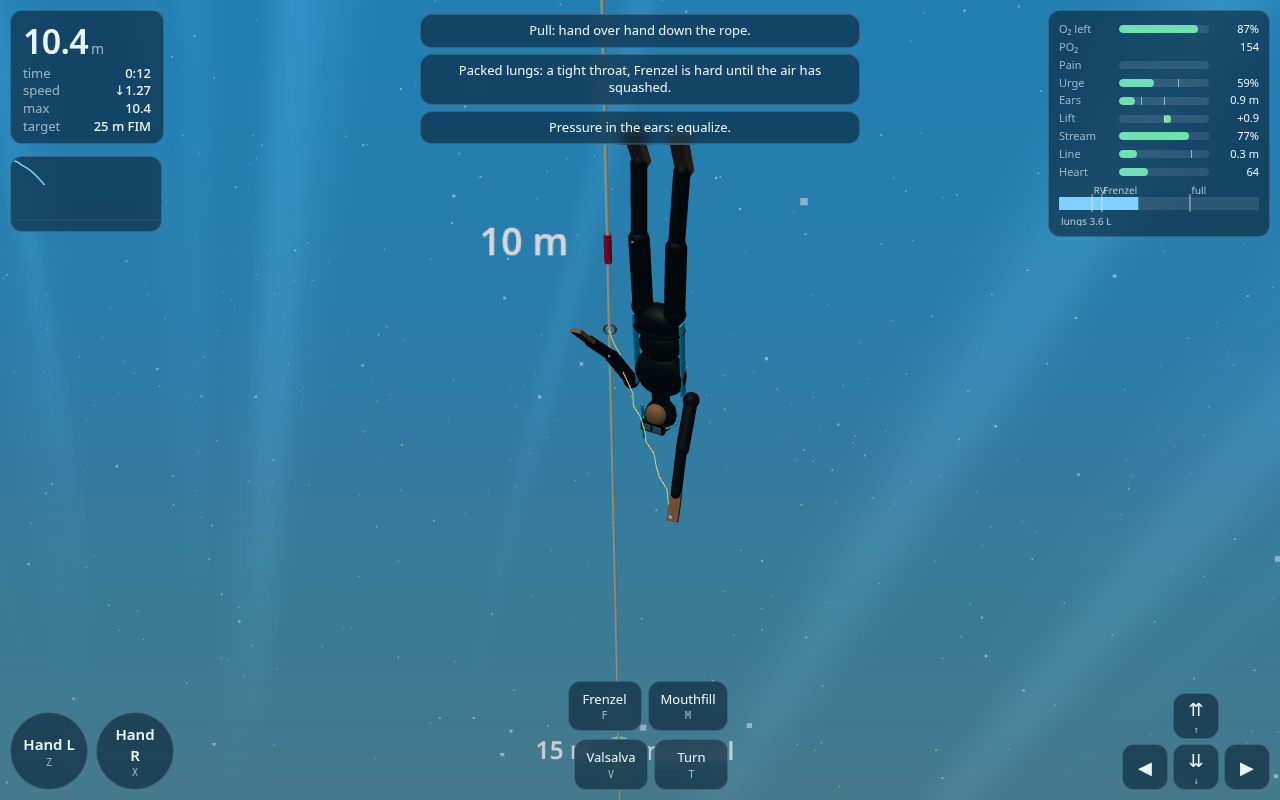 10.4 m
time 0:12
speed ↓1.27
max 10.4
target 25 m FIM
Pull: hand over hand down the rope.
Packed lungs: a tight throat, Frenzel is hard until the air has
squashed.
Pressure in the ears: equalize.
O₂ left 87%
PO₂ 154
Pain
Urge 59%
Ears 0.9 m
Lift +0.9
Stream 77%
Line 0.3 m
Heart 64
RV Frenzel full
lungs 3.6 L
10 m
Hand L
Z
Hand
R
X
Frenzel
F
Mouthfill
M
15
Valsalva
V
Turn
T
⇈
↑
◀
⇊
↓
▶